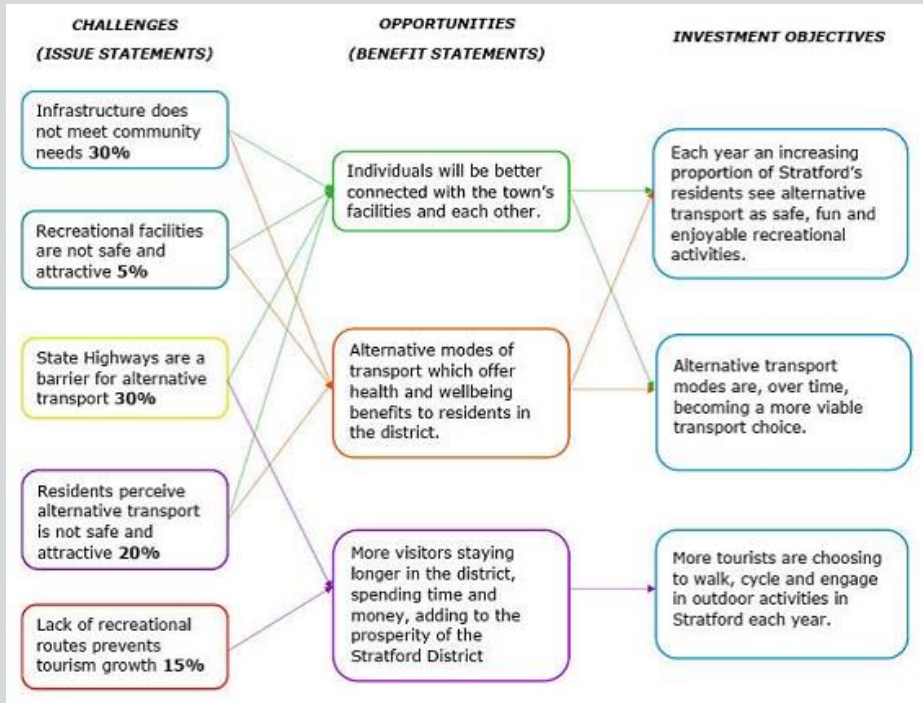 CHALLENGES
(ISSUE STATEMENTS)
Infrastructure does
not meet community
needs 30%
Recreational facilities
are not safe and
attractive 5%
State Highways are a
barrier for alternative
transport 30%
Residents perceive
alternative transport
is not safe and
attractive 20%
Lack of recreational
routes prevents
tourism growth 15%
OPPORTUNITIES
(BENEFIT STATEMENTS)
Individuals will be better
connected with the town's
facilities and each other.
Alternative modes of
transport which offer
health and wellbeing
benefits to residents in
the district.
More visitors staying
longer in the district,
spending time and
money, adding to the
prosperity of the
Stratford District
INVESTMENT OBJECTIVES
Each year an increasing
proportion of Stratford's
residents see alternative
transport as safe, fun and
enjoyable recreational
activities.
Alternative transport
modes are, over time,
becoming a more viable
transport choice.
More tourists are choosing
to walk, cycle and engage
in outdoor activities in
Stratford each year.